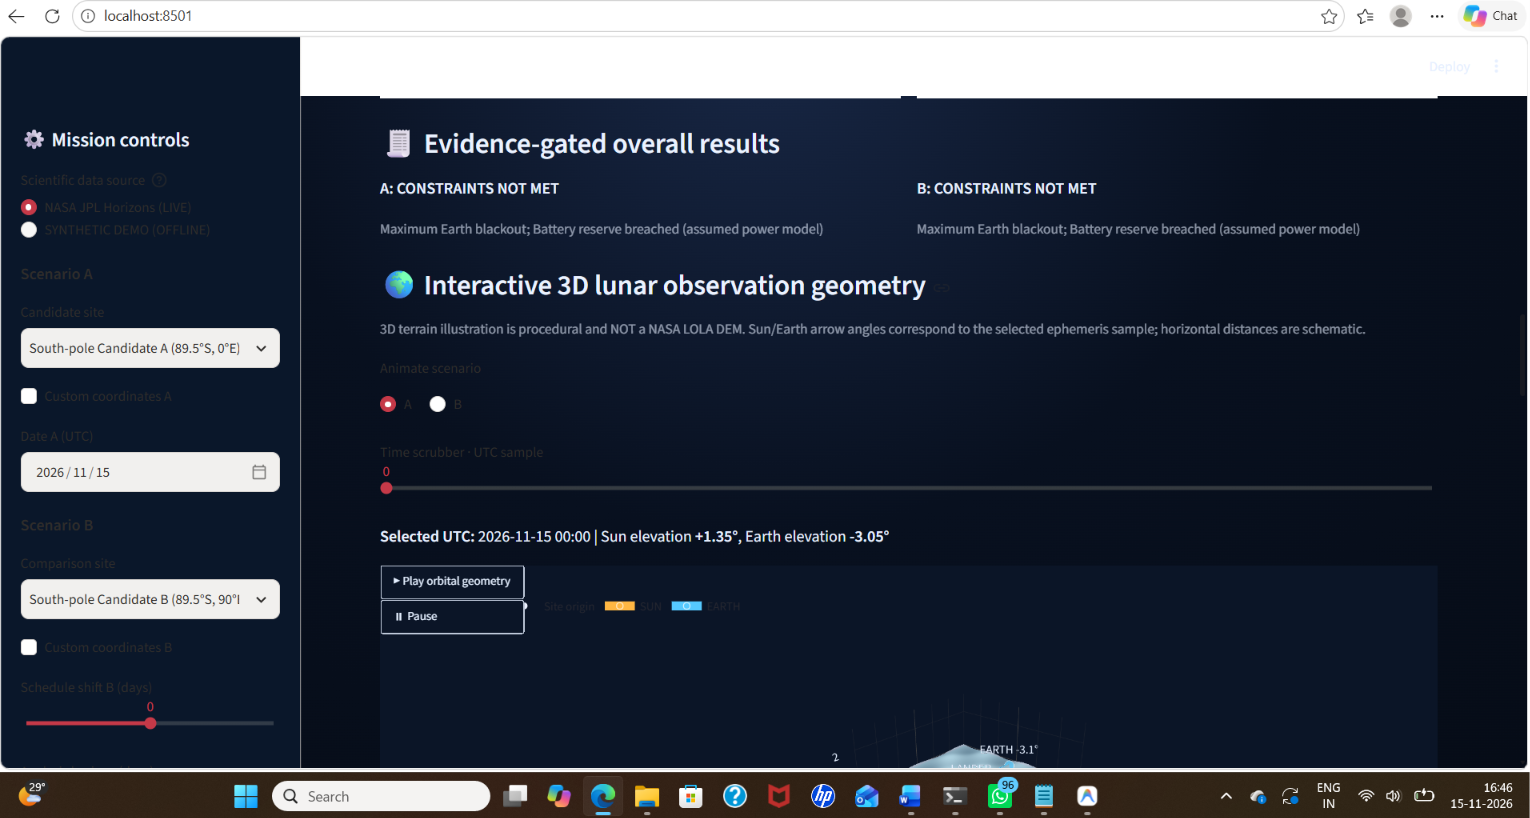 localhost:8501
Chat
Deploy
Mission controls
Scientific data source
NASA JPL Horizons (LIVE)
SYNTHETIC DEMO (OFFLINE)
Scenario A
Candidate site
South-pole Candidate A (89.5°S, 0°E)
Custom coordinates A
Date A (UTC)
2026/11/15
Scenario B
Comparison site
South-pole Candidate B (89.5°S, 90°
Custom coordinates B
Schedule shift B (days)
0
Evidence-gated overall results
A: CONSTRAINTS NOT MET
Maximum Earth blackout; Battery reserve breached (assumed power model)
B: CONSTRAINTS NOT MET
Maximum Earth blackout; Battery reserve breached (assumed power model)
Interactive 3D lunar observation geometry
3D terrain illustration is procedural and NOT a NASA LOLA DEM. Sun/Earth arrow angles correspond to the selected ephemeris sample; horizontal distances are schematic.
Animate scenario
A
B
Time scrubber · UTC sample
0
Selected UTC: 2026-11-15 00:00 | Sun elevation +1.35°, Earth elevation -3.05°
Play orbital geometry
Pause
Site origin
SUN
EARTH
EARTH -3.1°
2
29°
Search
96
ENG
IN
16:46
15-11-2026